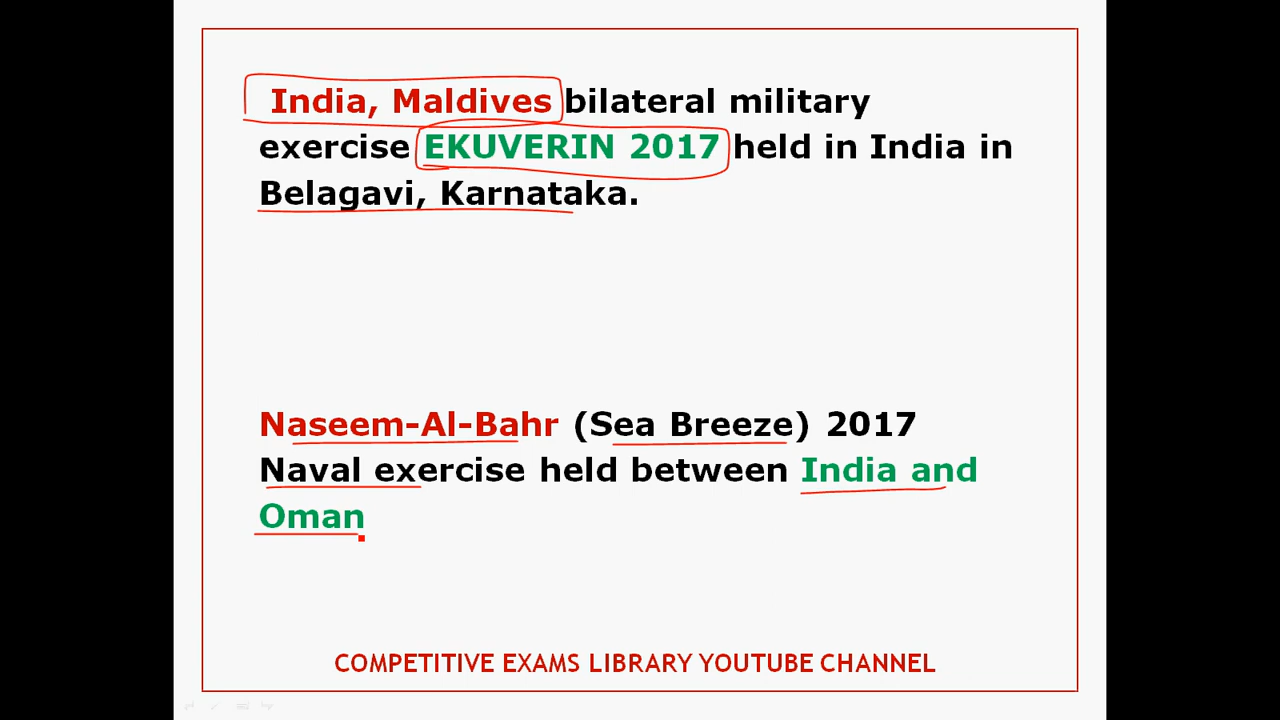 India, Maldives bilateral military
exercise EKUVERIN 2017 held in India in
Belagavi, Karnataka.
Naseem-Al-Bahr (Sea Breeze) 2017
Naval exercise held between India and
Oman
COMPETITIVE EXAMS LIBRARY YOUTUBE CHANNEL